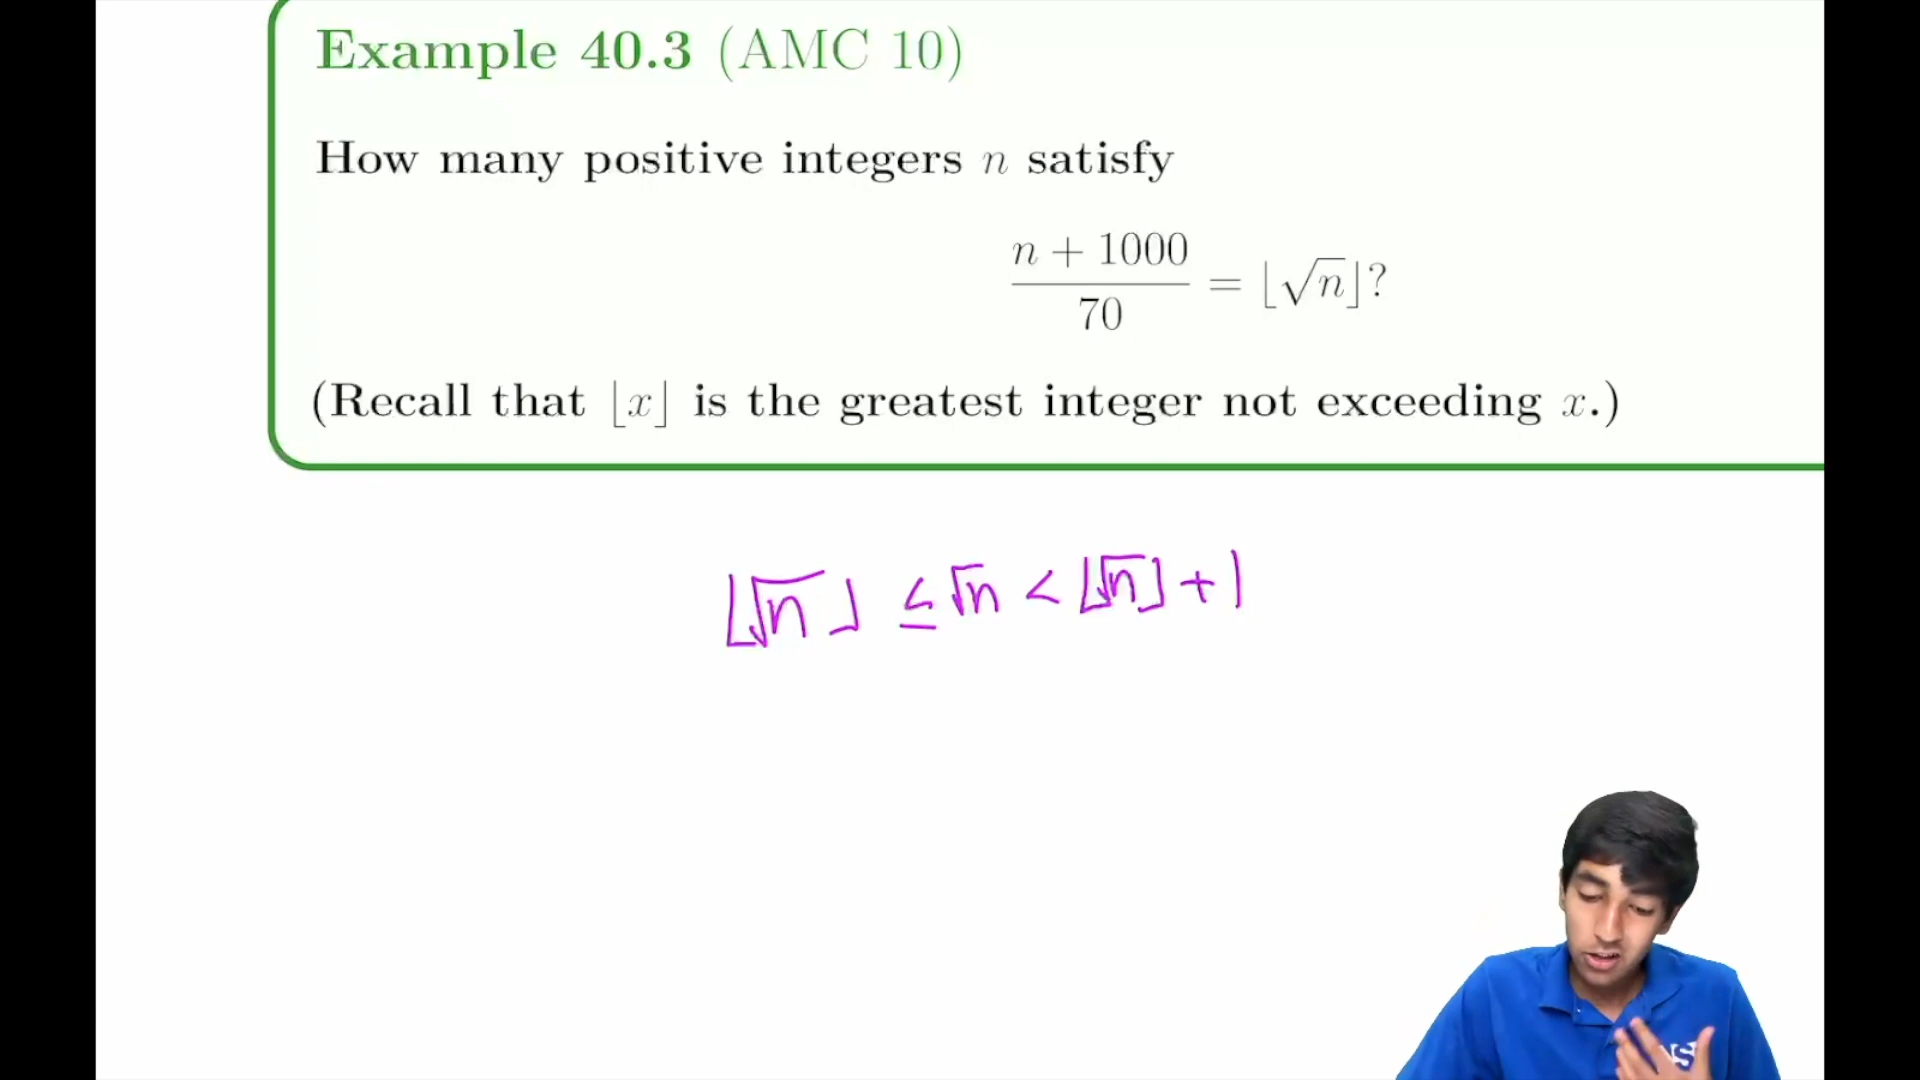 Example 40.3 (AMC 10)
How many positive integers n satisfy
n + 1000
70
= ⌊√n⌋?
(Recall that ⌊x⌋ is the greatest integer not exceeding x.)
⌊√n⌋ ≤ √n < ⌊√n⌋ + 1